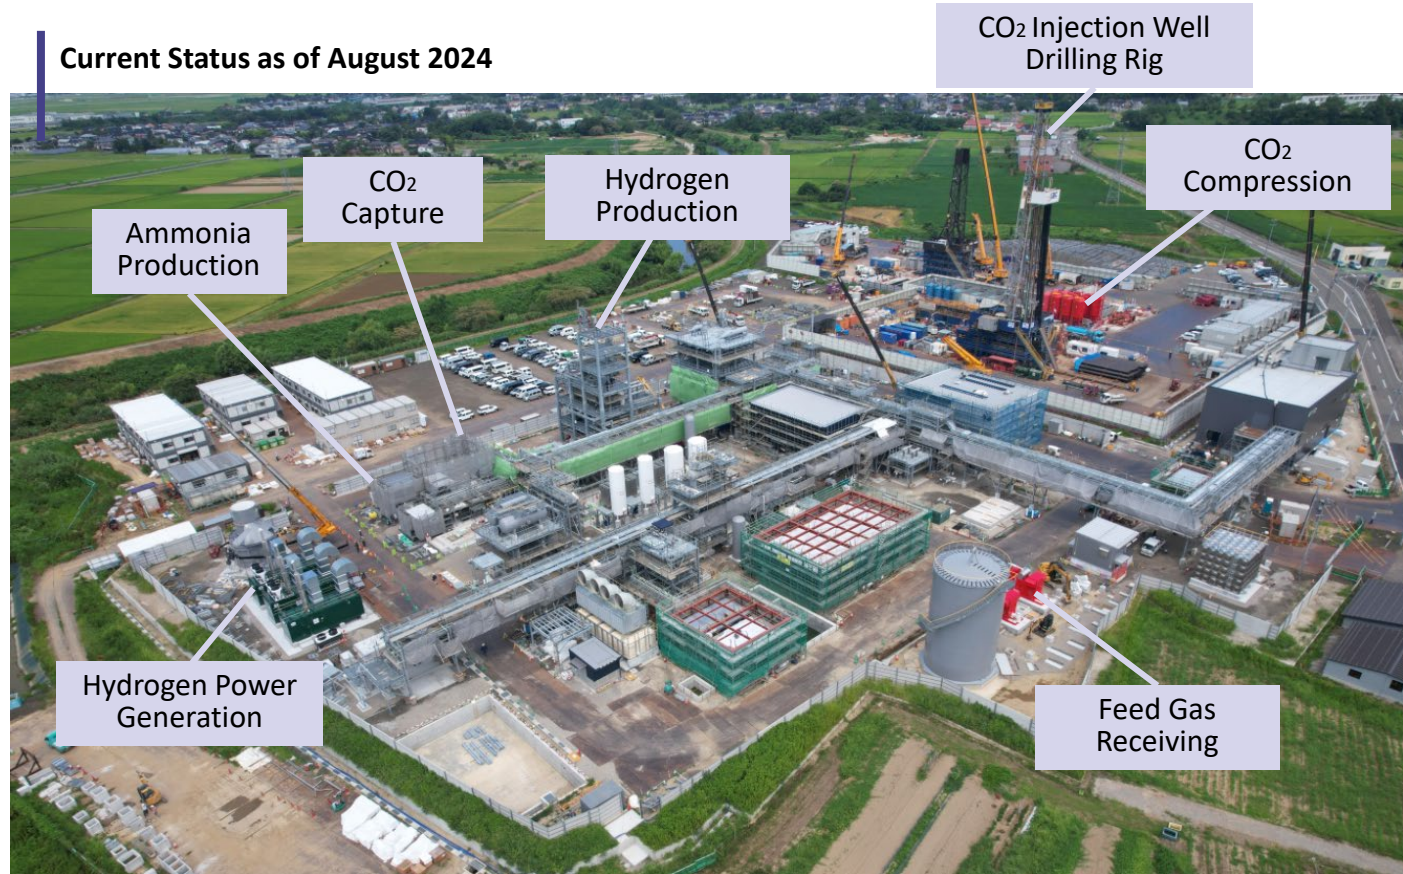 Current Status as of August 2024
CO₂ Injection Well
Drilling Rig
CO₂
Compression
Hydrogen
Production
CO₂
Capture
Ammonia
Production
Hydrogen Power
Generation
Feed Gas
Receiving